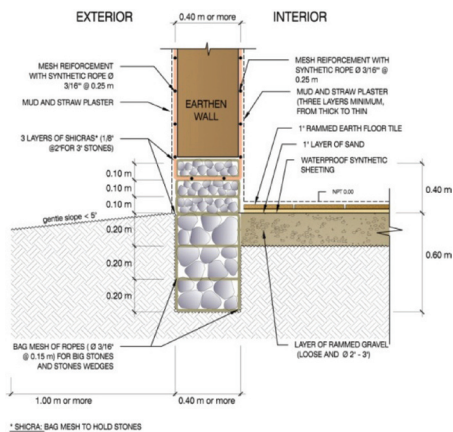 EXTERIOR
0.40 m or more
INTERIOR
MESH REIFORCEMENT
WITH SYNTHETIC ROPE Ø
3/16" @ 0.25 m
MUD AND STRAW PLASTER
3 LAYERS OF SHICRAS* (1/8'
@2"FOR 3' STONES)
EARTHEN
WALL
MESH REINFORCEMENT WITH
SYNTHETIC ROPE Ø 3/16'" @
0.25 m
MUD AND STRAW PLASTER
(THREE LAYERS MINIMUM,
FROM THICK TO THIN
1' RAMMED EARTH FLOOR TILE
1' LAYER OF SAND
WATERPROOF SYNTHETIC
SHEETING
NPT 0.00
0.10 m
0.10 m
0.10 m
0.20 m
0.20 m
0.20 m
gentle slope < 5'
0.40 m
0.60 m
BAG MESH OF ROPES ( Ø 3/16'
@ 0.15 m) FOR BIG STONES
AND STONES WEDGES
LAYER OF RAMMED GRAVEL
(LOOSE AND Ø 2' - 3')
1.00 m or more
0.40 m or more
* SHICRA: BAG MESH TO HOLD STONES